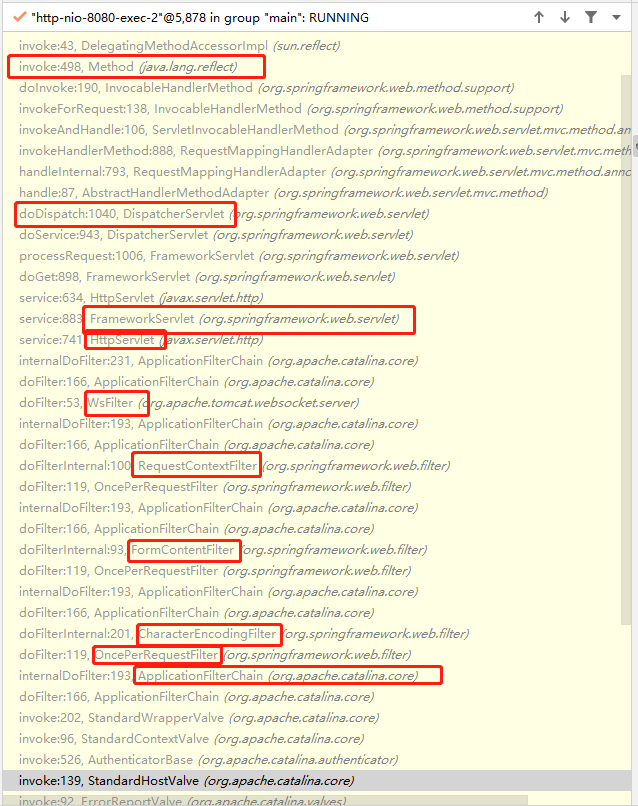 "http-nio-8080-exec-2"@5,878 in group "main": RUNNING
invoke:43, DelegatingMethodAccessorImpl (sun.reflect)
invoke:498, Method (java.lang.reflect)
doInvoke:190, InvocableHandlerMethod (org.springframework.web.method.support)
invokeForRequest:138, InvocableHandlerMethod (org.springframework.web.method.support)
invokeAndHandle:106, ServletInvocableHandlerMethod (org.springframework.web.servlet.mvc.method.an
invokeHandlerMethod:888, RequestMappingHandlerAdapter (org.springframework.web.servlet.mvc.meth
handleInternal:793, RequestMappingHandlerAdapter (org.springframework.web.servlet.mvc.method.anno
handle:87, AbstractHandlerMethodAdapter (org.springframework.web.servlet.mvc.method)
doDispatch:1040, DispatcherServlet (org.springframework.web.servlet)
doService:943, DispatcherServlet (org.springframework.web.servlet)
processRequest:1006, FrameworkServlet (org.springframework.web.servlet)
doGet:898, FrameworkServlet (org.springframework.web.servlet)
service:634, HttpServlet (javax.servlet.http)
service:883, FrameworkServlet (org.springframework.web.servlet)
service:741, HttpServlet (javax.servlet.http)
internalDoFilter:231, ApplicationFilterChain (org.apache.catalina.core)
doFilter:166, ApplicationFilterChain (org.apache.catalina.core)
doFilter:53, WsFilter (org.apache.tomcat.websocket.server)
internalDoFilter:193, ApplicationFilterChain (org.apache.catalina.core)
doFilter:166, ApplicationFilterChain (org.apache.catalina.core)
doFilterInternal:100, RequestContextFilter (org.springframework.web.filter)
doFilter:119, OncePerRequestFilter (org.springframework.web.filter)
internalDoFilter:193, ApplicationFilterChain (org.apache.catalina.core)
doFilter:166, ApplicationFilterChain (org.apache.catalina.core)
doFilterInternal:93, FormContentFilter (org.springframework.web.filter)
doFilter:119, OncePerRequestFilter (org.springframework.web.filter)
internalDoFilter:193, ApplicationFilterChain (org.apache.catalina.core)
doFilter:166, ApplicationFilterChain (org.apache.catalina.core)
doFilterInternal:201, CharacterEncodingFilter (org.springframework.web.filter)
doFilter:119, OncePerRequestFilter (org.springframework.web.filter)
internalDoFilter:193, ApplicationFilterChain (org.apache.catalina.core)
doFilter:166, ApplicationFilterChain (org.apache.catalina.core)
invoke:202, StandardWrapperValve (org.apache.catalina.core)
invoke:96, StandardContextValve (org.apache.catalina.core)
invoke:526, AuthenticatorBase (org.apache.catalina.authenticator)
invoke:139, StandardHostValve (org.apache.catalina.core)
invoke:92, ErrorReportValve (org.apache.catalina.valves)